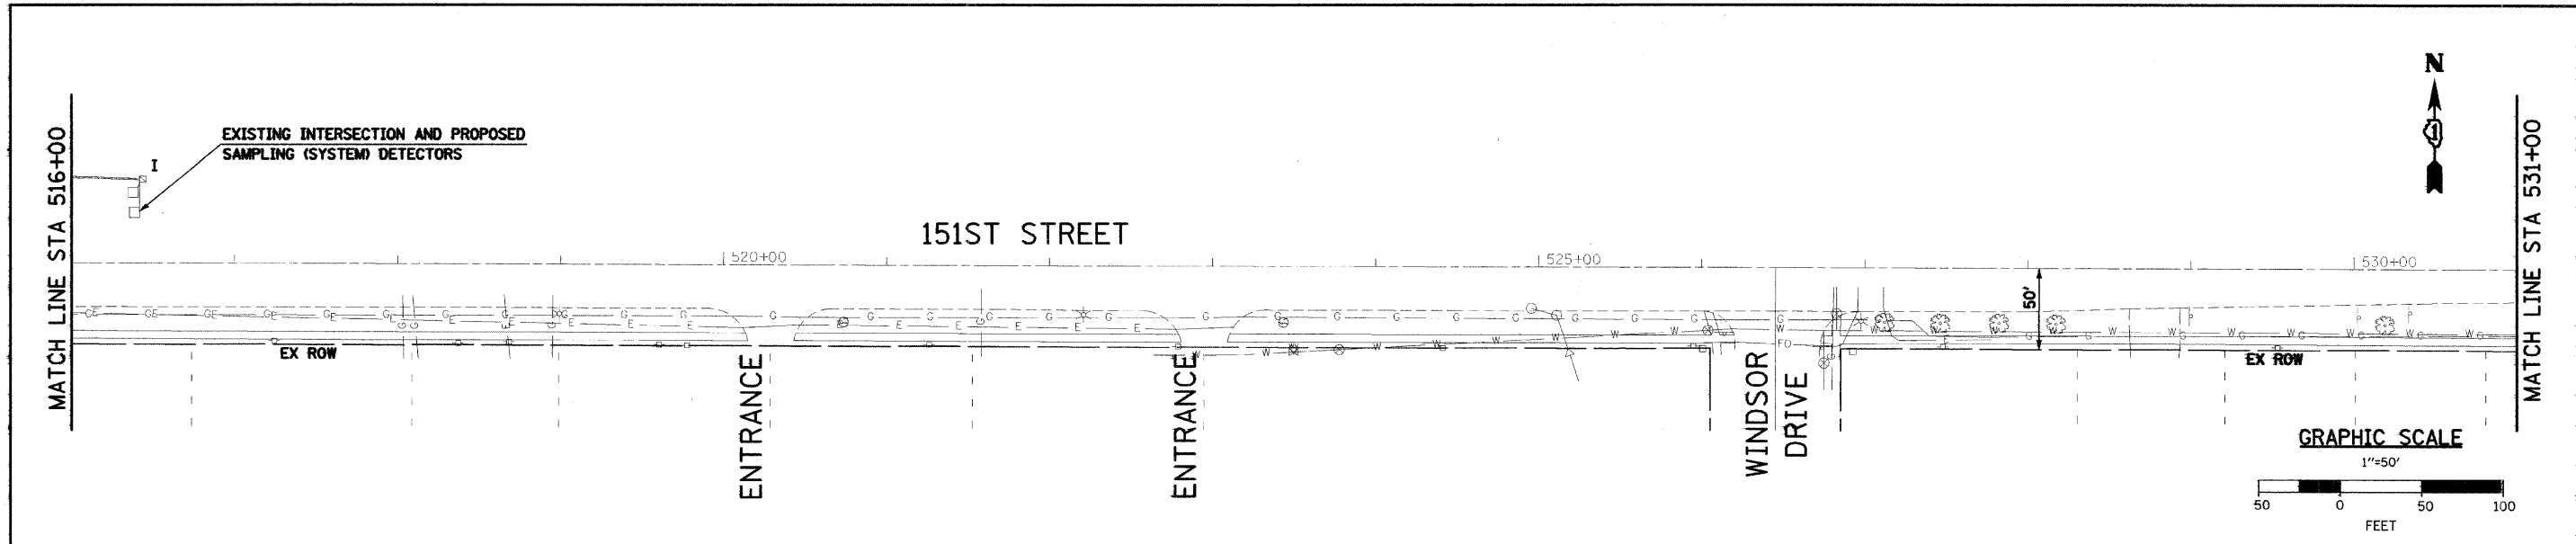 N
1
MATCH LINE STA 516+00
EXISTING INTERSECTION AND PROPOSED
SAMPLING (SYSTEM) DETECTORS
I
151ST STREET
520+00
525+00
530+00
50'
MATCH LINE STA 531+00
EX ROW
EX ROW
FO
ENTRANCE
ENTRANCE
WINDSOR
DRIVE
GRAPHIC SCALE
1"=50'
50 0 50 100
FEET